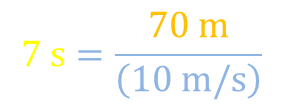 7 s = 70 m / (10 m/s)